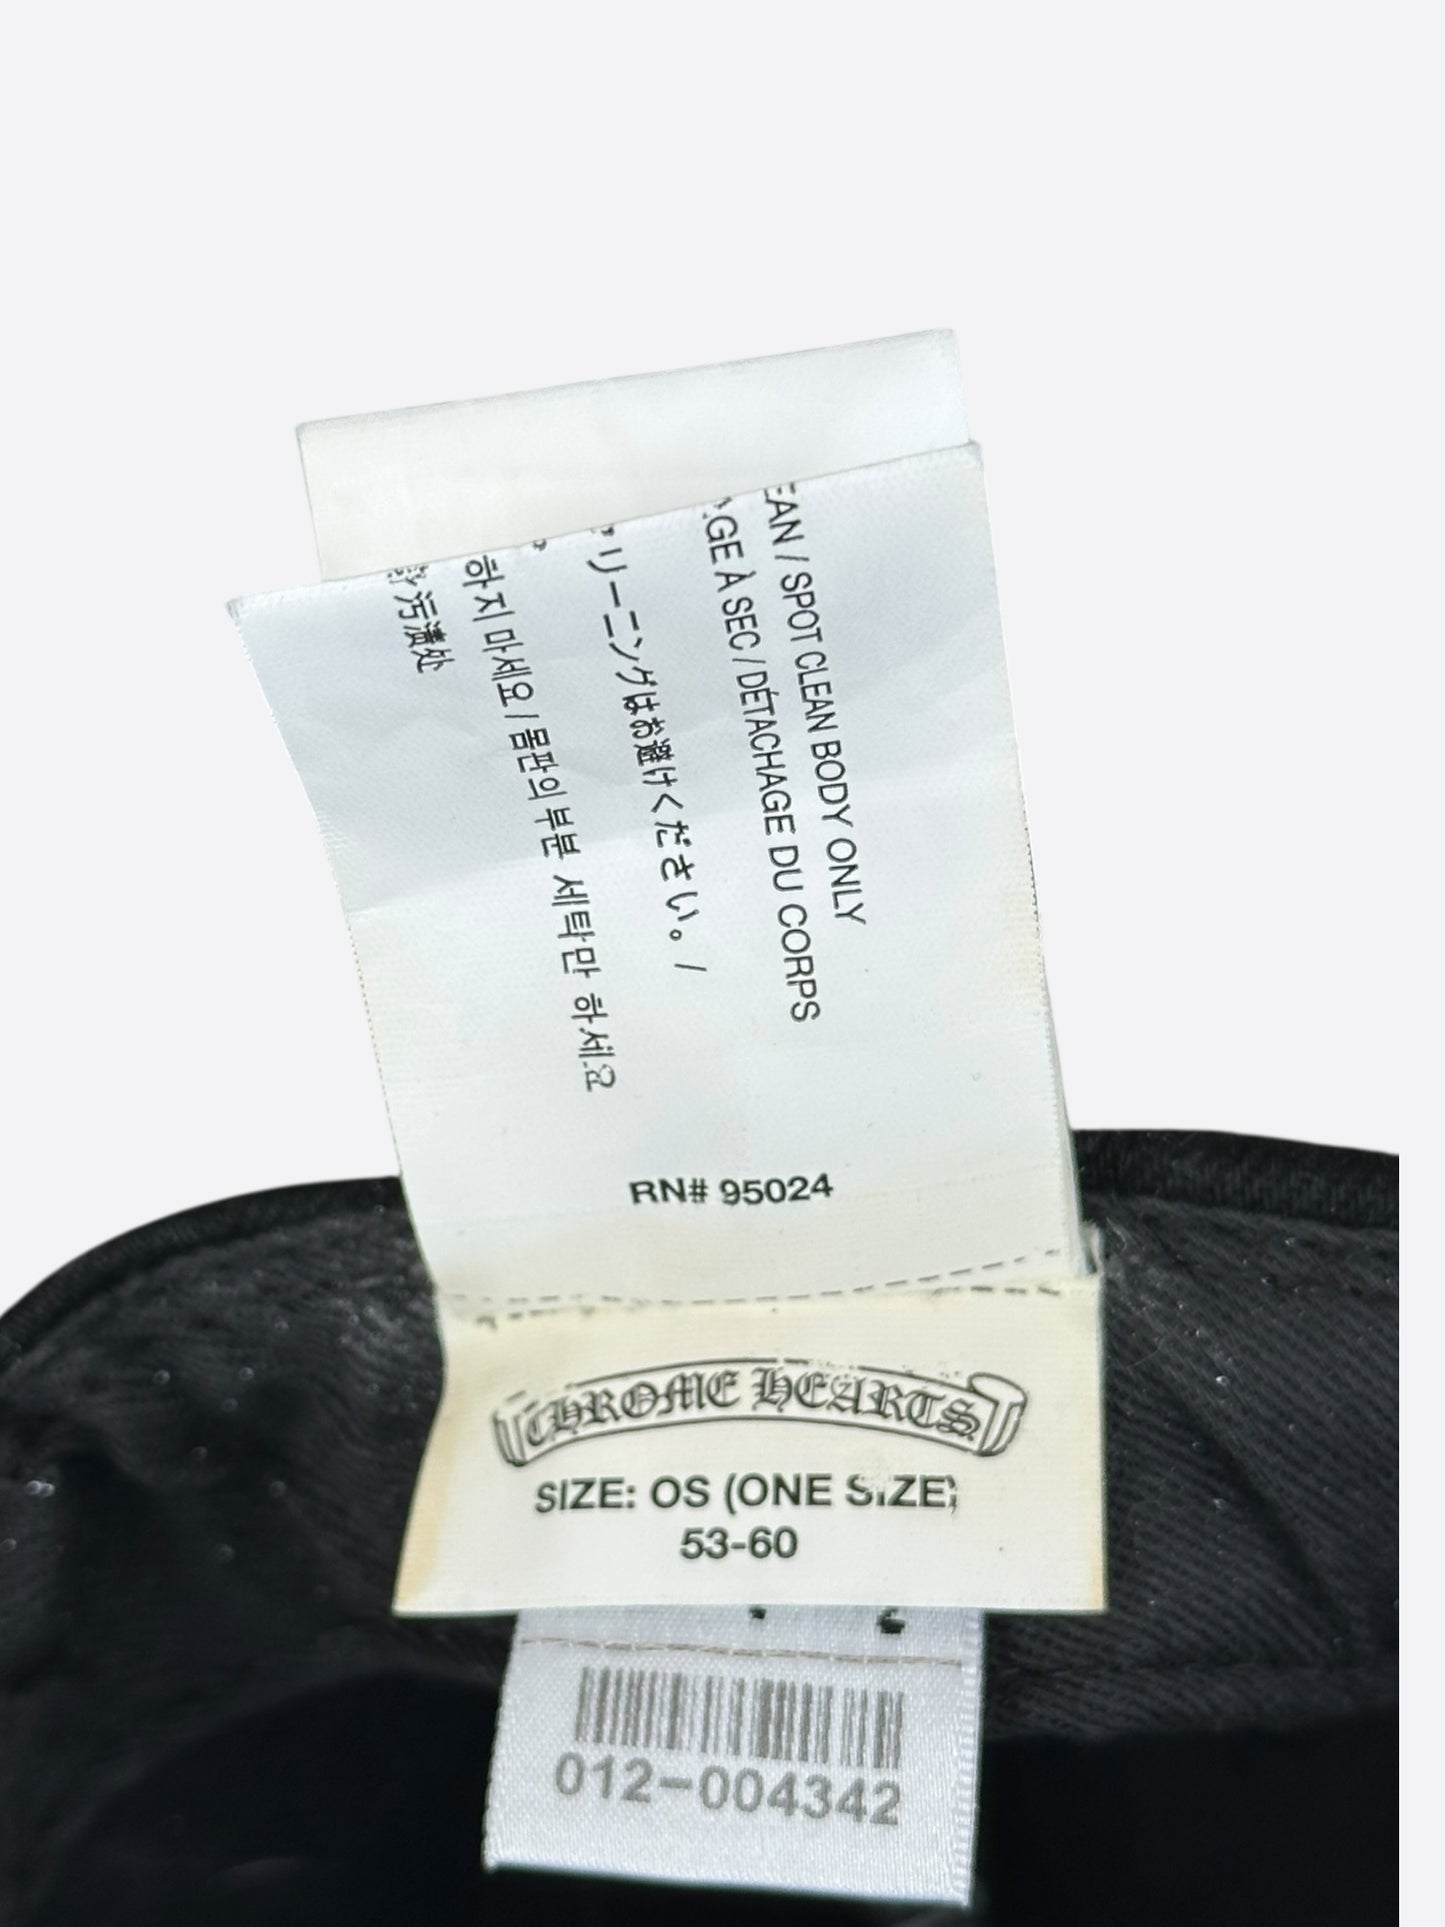 EAN / SPOT CLEAN BODY ONLY
GE À SEC / DÉTACHAGE DU CORPS
リーニングはお避けください。/
하지 마세요 / 몸판의 부분 세탁만 하세요
污渍处
RN# 95024
CHROME HEARTS
SIZE: OS (ONE SIZE)
53-60
012-004342